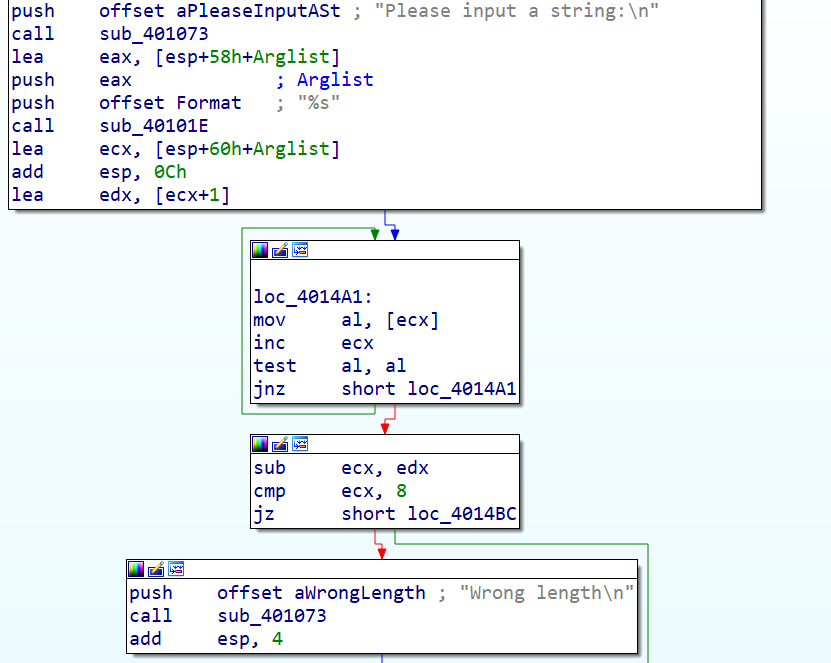 push offset aPleaseInputASt ; "Please input a string:\n"
call sub_401073
lea eax, [esp+58h+Arglist]
push eax ; Arglist
push offset Format ; "%s"
call sub_40101E
lea ecx, [esp+60h+Arglist]
add esp, 0Ch
lea edx, [ecx+1]
loc_4014A1:
mov al, [ecx]
inc ecx
test al, al
jnz short loc_4014A1
sub ecx, edx
cmp ecx, 8
jz short loc_4014BC
push offset aWrongLength ; "Wrong length\n"
call sub_401073
add esp, 4